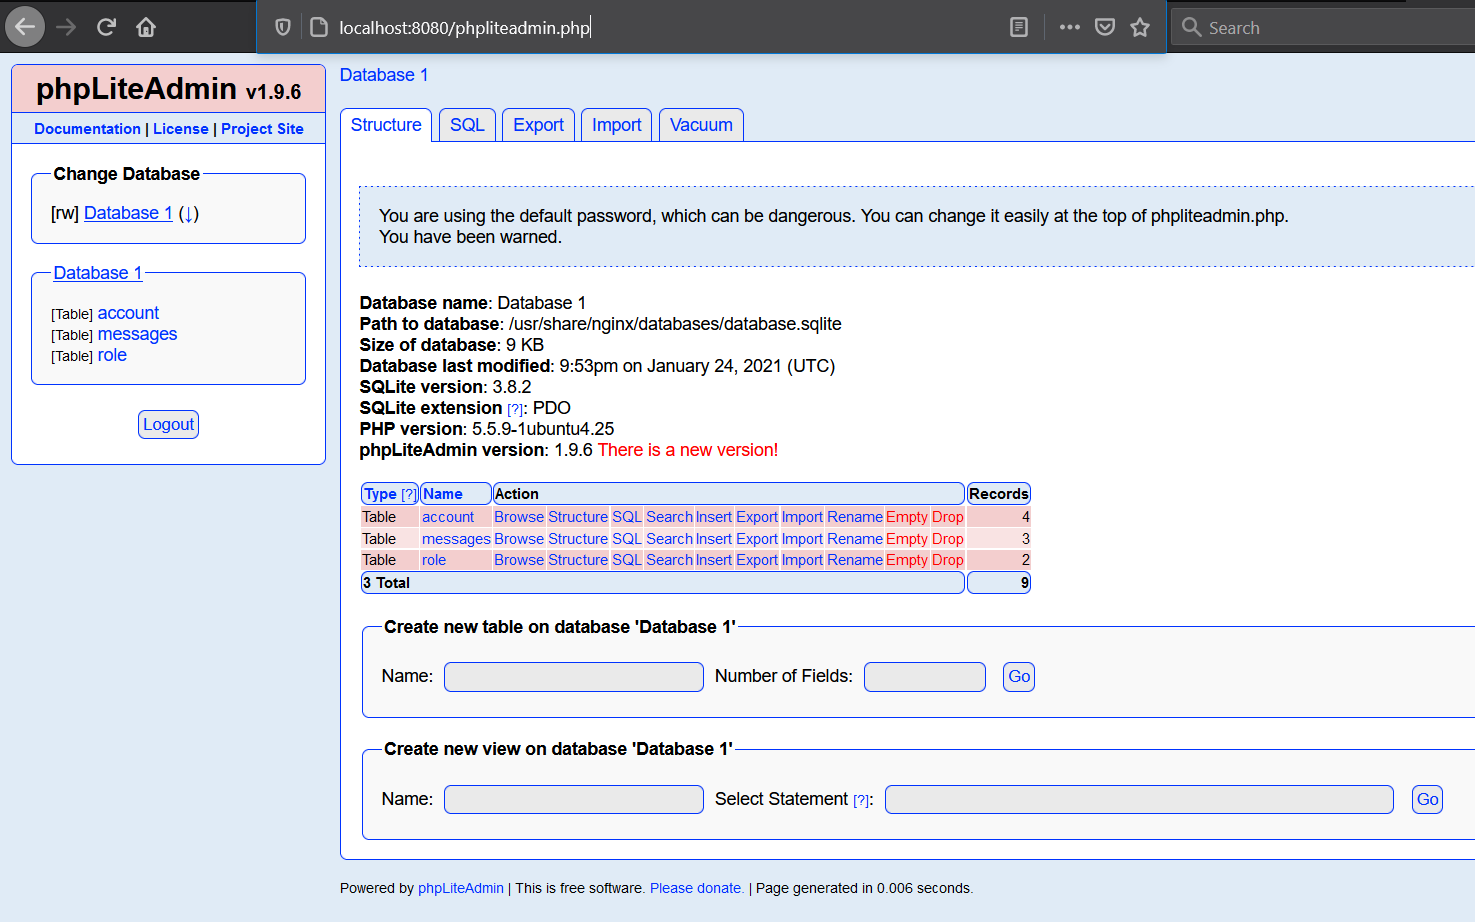 localhost:8080/phpliteadmin.php
Search
phpLiteAdmin v1.9.6
Documentation | License | Project Site
Change Database
[rw] Database 1 (↓)
Database 1
[Table] account
[Table] messages
[Table] role
Logout
Database 1
Structure SQL Export Import Vacuum
You are using the default password, which can be dangerous. You can change it easily at the top of phpliteadmin.php.
You have been warned.
Database name: Database 1
Path to database: /usr/share/nginx/databases/database.sqlite
Size of database: 9 KB
Database last modified: 9:53pm on January 24, 2021 (UTC)
SQLite version: 3.8.2
SQLite extension [?]: PDO
PHP version: 5.5.9-1ubuntu4.25
phpLiteAdmin version: 1.9.6 There is a new version!
Type [?] Name Action Records
Table account Browse Structure SQL Search Insert Export Import Rename Empty Drop 4
Table messages Browse Structure SQL Search Insert Export Import Rename Empty Drop 3
Table role Browse Structure SQL Search Insert Export Import Rename Empty Drop 2
3 Total 9
Create new table on database 'Database 1'
Name: Number of Fields: Go
Create new view on database 'Database 1'
Name: Select Statement [?]: Go
Powered by phpLiteAdmin | This is free software. Please donate. | Page generated in 0.006 seconds.